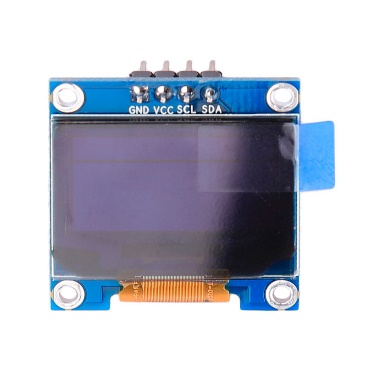 GND VCC SCL SDA